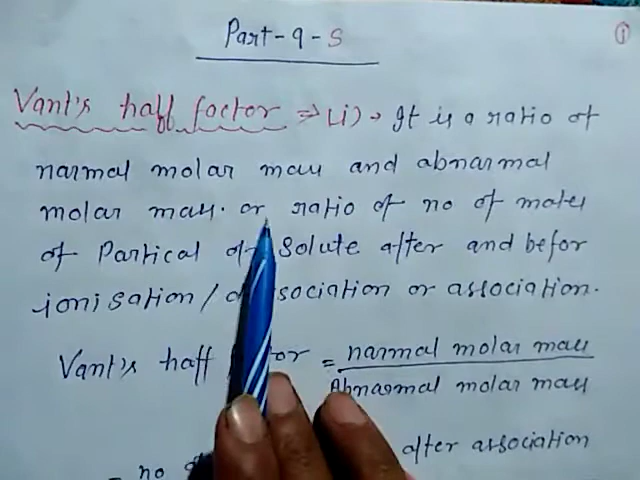 Part-9-S
①
Vant's haff factor ⇒ (i) → It is a ratio of
narmal molar mass and abnarmal
molar mass. or ratio of no of moles
of Partical of solute after and befor
ionisation / association or association.
Vant's haff = narmal molar mass
Abnarmal molar mass
after association
= no